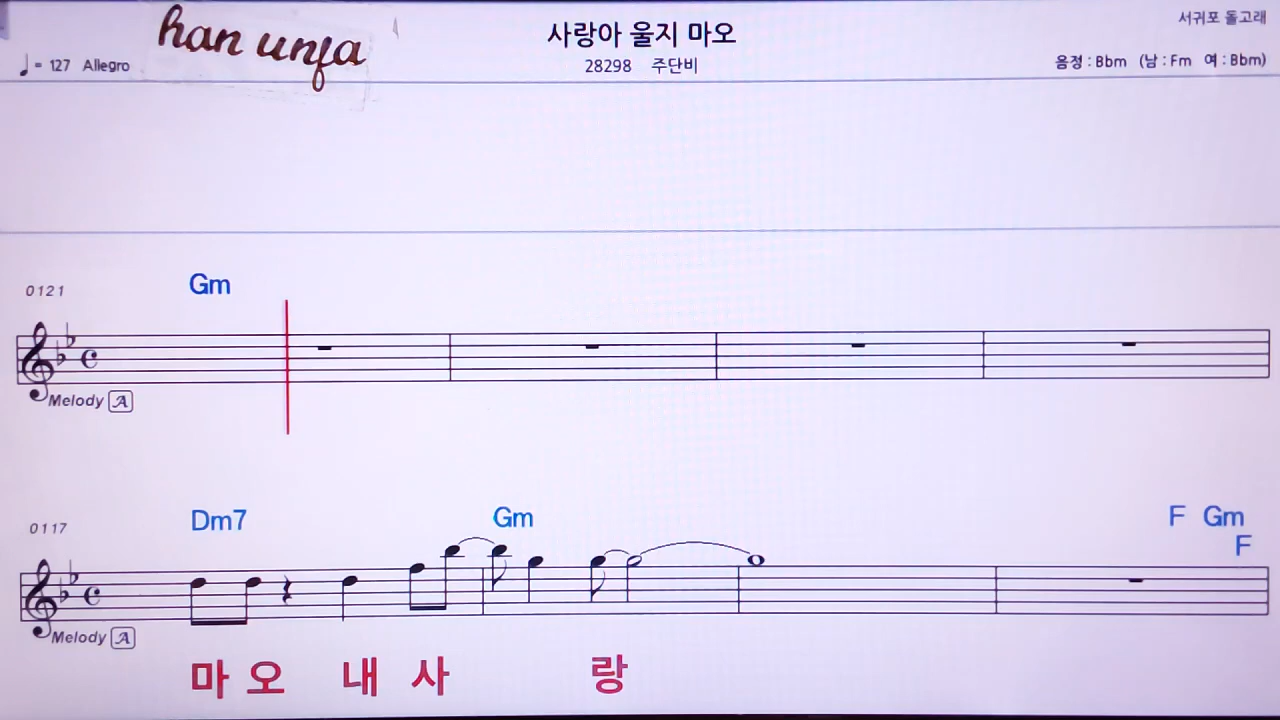 han unfa
사랑아 울지 마오
서귀포 돌고래
♩= 127 Allegro
28298 주단비
음정 : Bbm (남 : Fm 여 : Bbm)
0121
Gm
Melody A
0117
Dm7 Gm F Gm
F
Melody A
마 오 내 사 랑